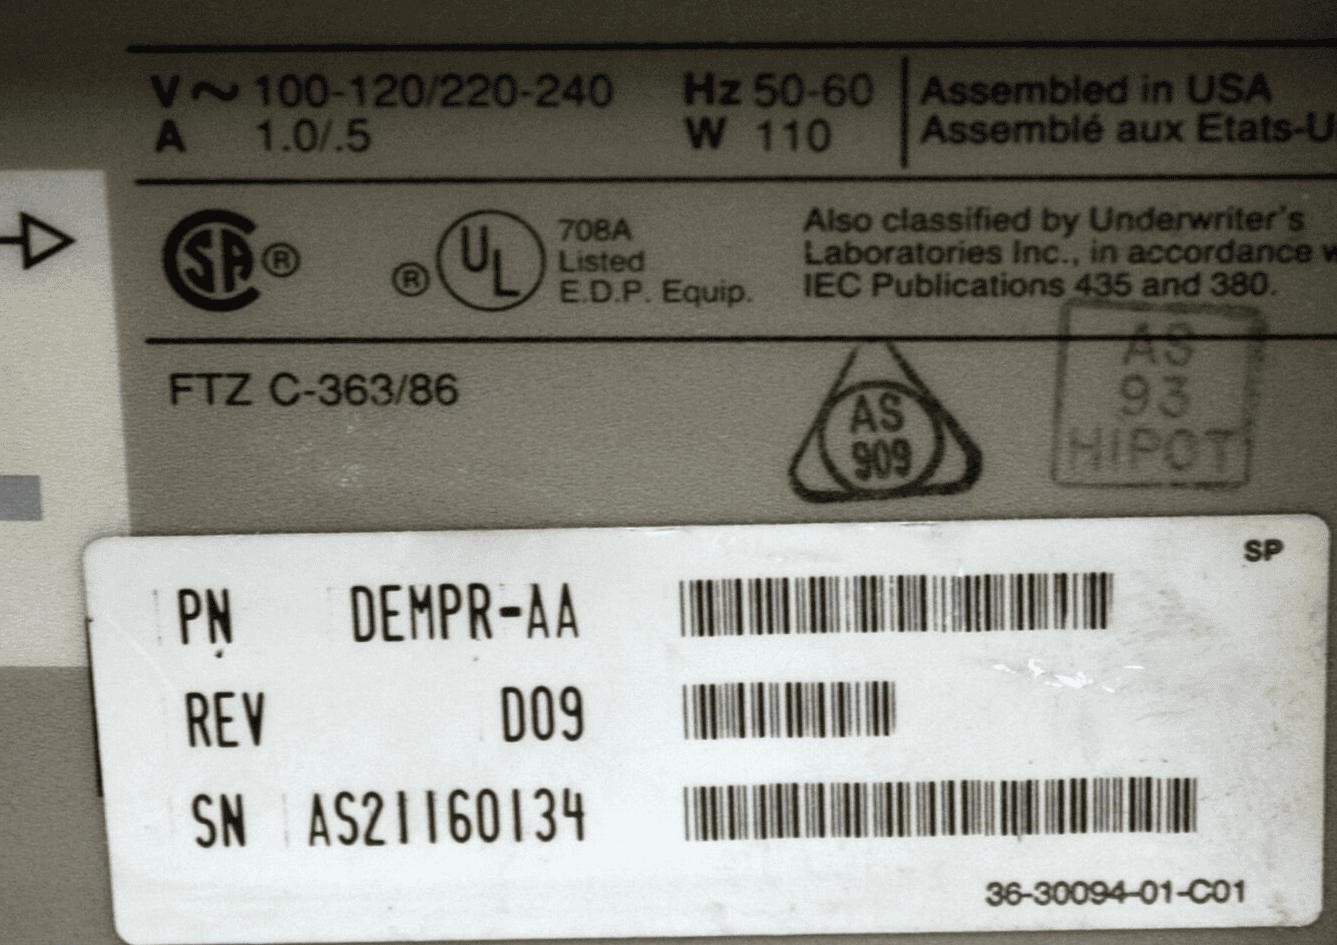 V~ 100-120/220-240 Hz 50-60
A 1.0/.5 W 110
Assembled in USA
Assemblé aux Etats-U
SA ®
® UL
708A
Listed
E.D.P. Equip.
Also classified by Underwriter's
Laboratories Inc., in accordance w
IEC Publications 435 and 380.
FTZ C-363/86
AS
909
AS
93
HIPOT
SP
PN DEMPR-AA
REV D09
SN AS21160134
36-30094-01-C01